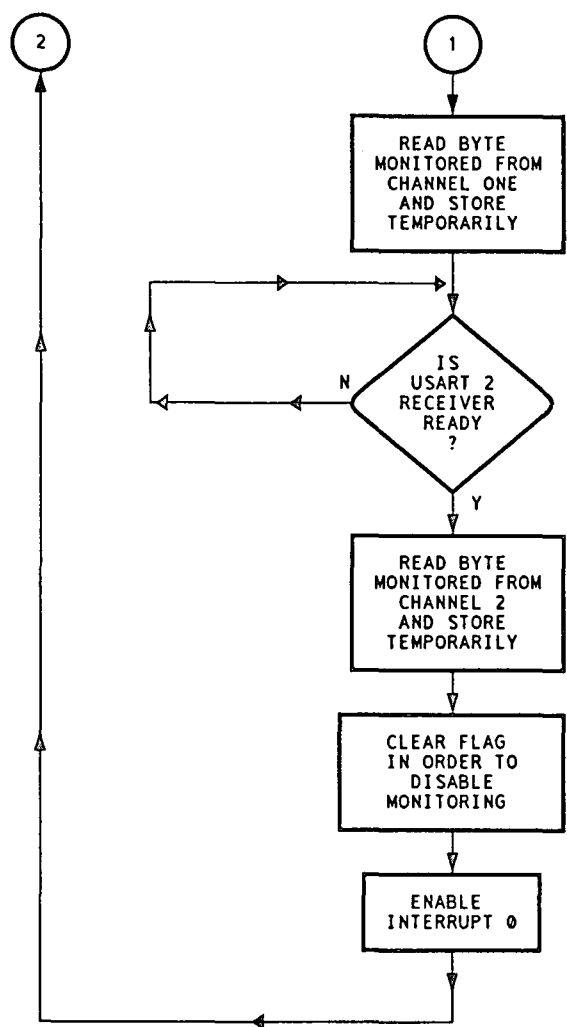 2
1
READ BYTE
MONITORED FROM
CHANNEL ONE
AND STORE
TEMPORARILY
IS
USART 2
RECEIVER
READY
?
N
Y
READ BYTE
MONITORED FROM
CHANNEL 2
AND STORE
TEMPORARILY
CLEAR FLAG
IN ORDER TO
DISABLE
MONITORING
ENABLE
INTERRUPT 0